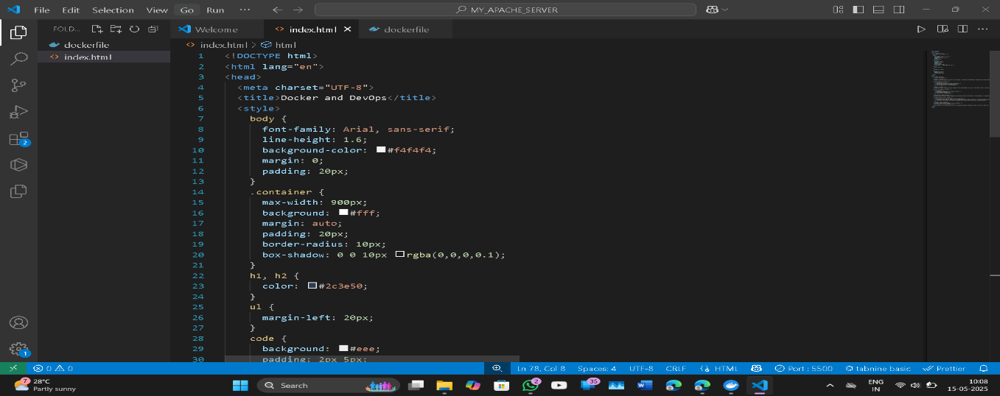 File Edit Selection View Go Run ··· MY_APACHE_SERVER
FOLD... Welcome index.html dockerfile
dockerfile
index.html
index.html > html
1 <!DOCTYPE html>
2 <html lang="en">
3 <head>
4 <meta charset="UTF-8">
5 <title>Docker and DevOps</title>
6 <style>
7 body {
8 font-family: Arial, sans-serif;
9 line-height: 1.6;
10 background-color: #f4f4f4;
11 margin: 0;
12 padding: 20px;
13 }
14 .container {
15 max-width: 900px;
16 background: #fff;
17 margin: auto;
18 padding: 20px;
19 border-radius: 10px;
20 box-shadow: 0 0 10px rgba(0,0,0,0.1);
21 }
22 h1, h2 {
23 color: #2c3e50;
24 }
25 ul {
26 margin-left: 20px;
27 }
28 code {
29 background: #eee;
30 padding: 2px 5px;
2
1
0 0 Ln 78, Col 8 Spaces: 4 UTF-8 CRLF HTML Port : 5500 tabnine basic Prettier
7 28°C
Partly sunny
Search
2 35
ENG
IN
10:08
15-05-2025